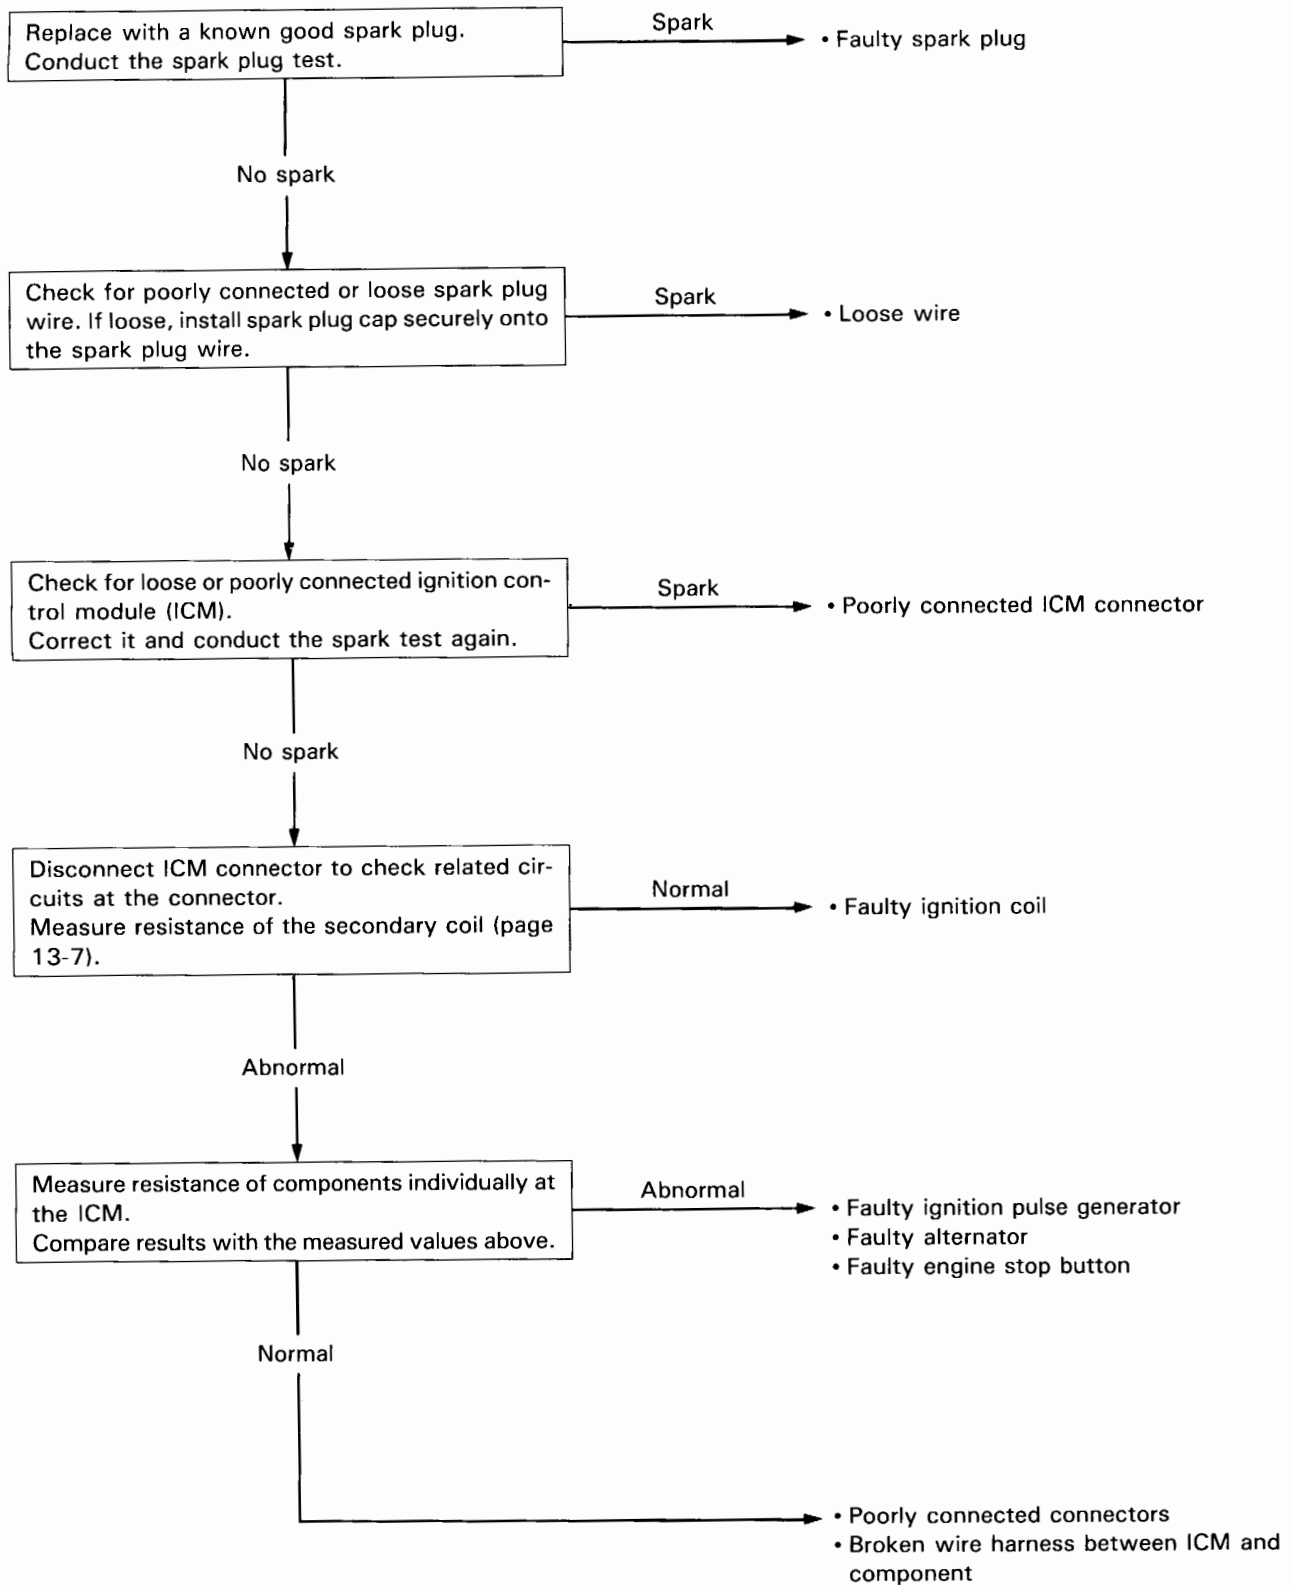 Replace with a known good spark plug.
Conduct the spark plug test.
Spark
• Faulty spark plug
No spark
Check for poorly connected or loose spark plug
wire. If loose, install spark plug cap securely onto
the spark plug wire.
Spark
• Loose wire
No spark
Check for loose or poorly connected ignition con-
trol module (ICM).
Correct it and conduct the spark test again.
Spark
• Poorly connected ICM connector
No spark
Disconnect ICM connector to check related cir-
cuits at the connector.
Measure resistance of the secondary coil (page
13-7).
Normal
• Faulty ignition coil
Abnormal
Measure resistance of components individually at
the ICM.
Compare results with the measured values above.
Abnormal
• Faulty ignition pulse generator
• Faulty alternator
• Faulty engine stop button
Normal
• Poorly connected connectors
• Broken wire harness between ICM and
component